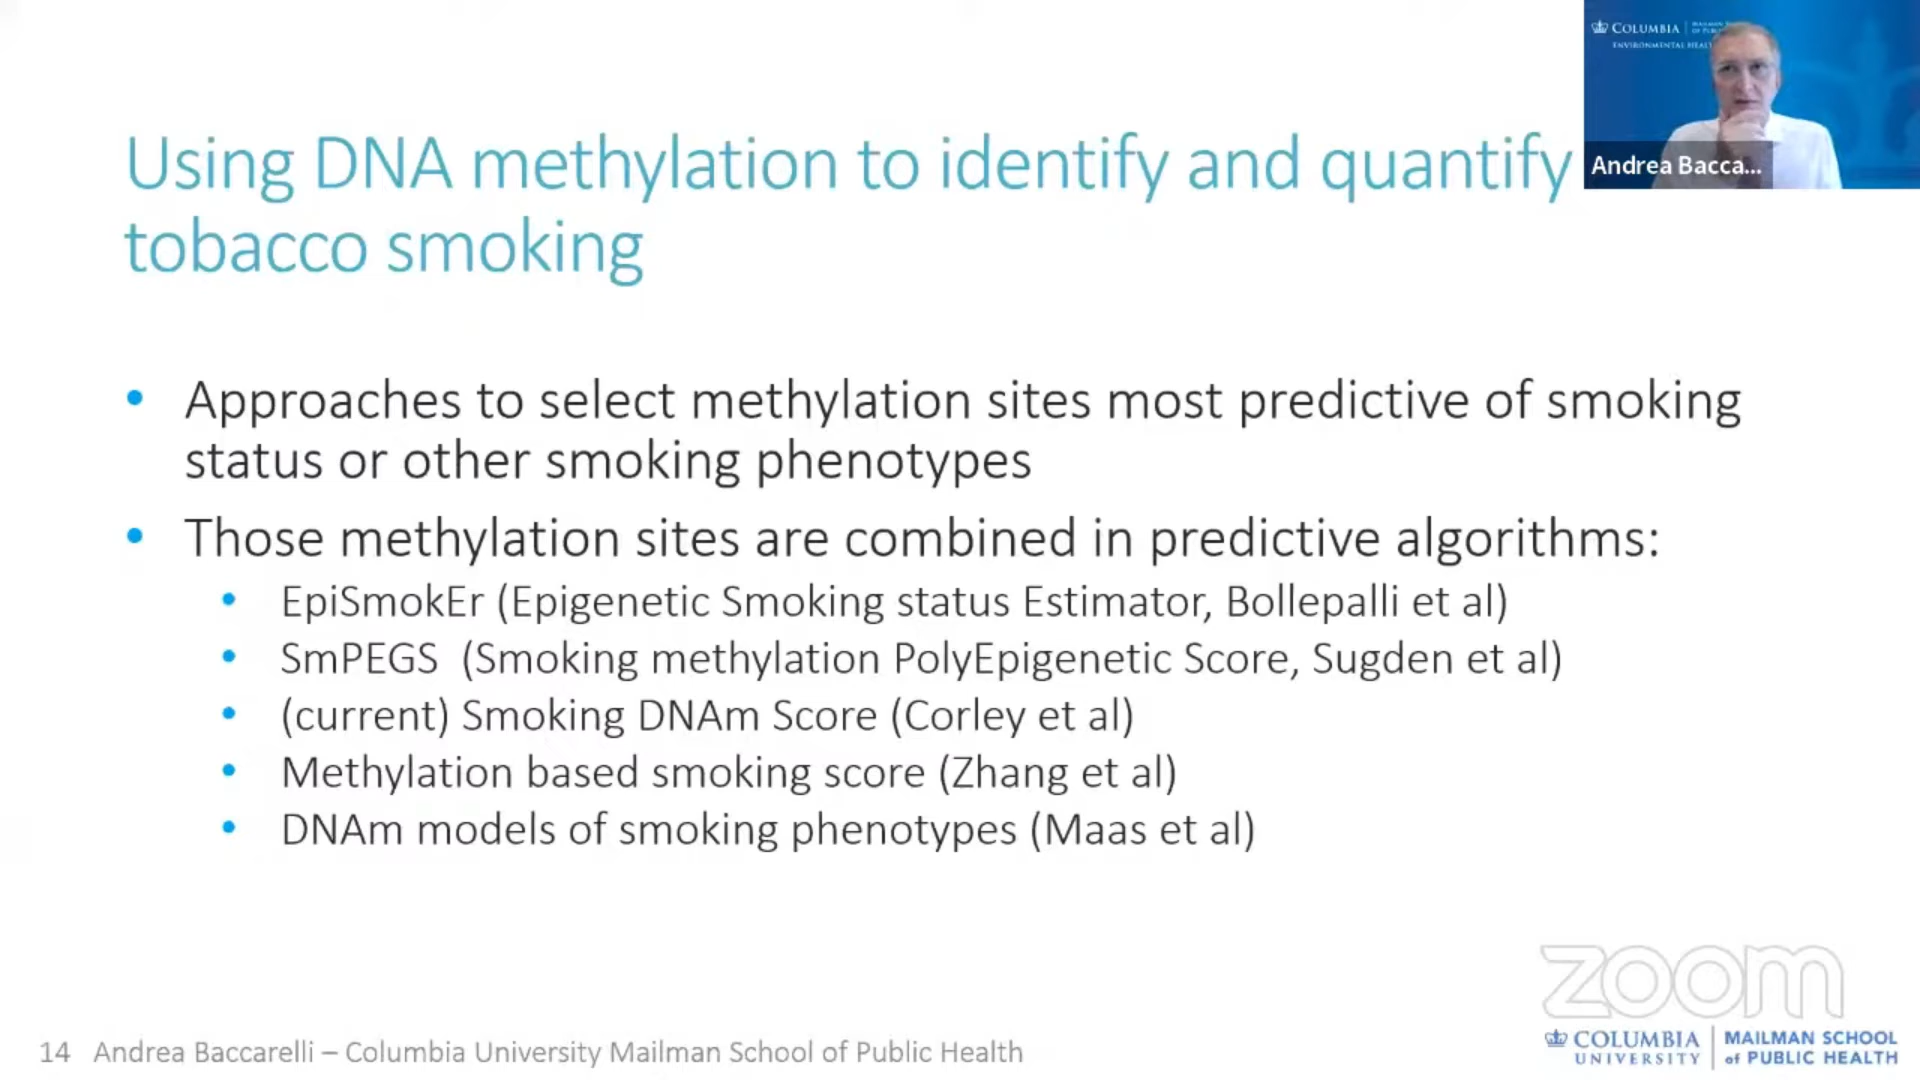 COLUMBIA
ENVIRONMENTAL HEAL
Andrea Bacca...
Using DNA methylation to identify and quantify
tobacco smoking
• Approaches to select methylation sites most predictive of smoking
status or other smoking phenotypes
• Those methylation sites are combined in predictive algorithms:
• EpiSmokEr (Epigenetic Smoking status Estimator, Bollepalli et al)
• SmPEGS (Smoking methylation PolyEpigenetic Score, Sugden et al)
• (current) Smoking DNAm Score (Corley et al)
• Methylation based smoking score (Zhang et al)
• DNAm models of smoking phenotypes (Maas et al)
zoom
14 Andrea Baccarelli – Columbia University Mailman School of Public Health
COLUMBIA
UNIVERSITY
MAILMAN SCHOOL
of PUBLIC HEALTH